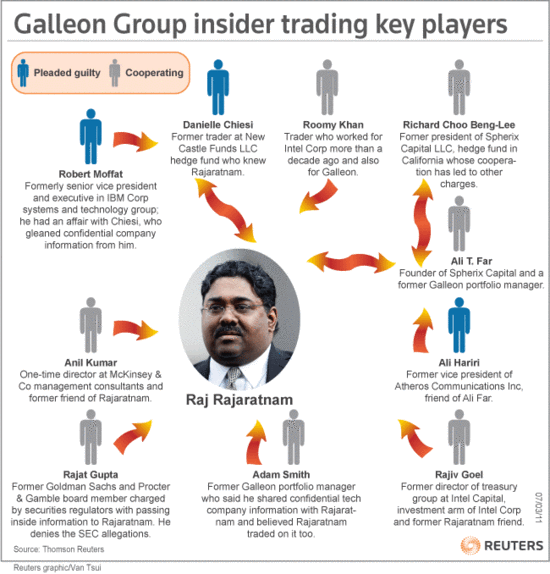 Galleon Group insider trading key players
Pleaded guilty
Cooperating
Danielle Chiesi
Former trader at New
Castle Funds LLC
hedge fund who knew
Rajaratnam.
Roomy Khan
Trader who worked for
Intel Corp more than a
decade ago and also
for Galleon.
Richard Choo Beng-Lee
Former president of Spherix
Capital LLC, hedge fund in
California whose coopera-
tion has led to other
charges.
Robert Moffat
Formerly senior vice president
and executive in IBM Corp
systems and technology group;
he had an affair with Chiesi, who
gleaned confidential company
information from him.
Ali T. Far
Founder of Spherix Capital and a
former Galleon portfolio manager.
Anil Kumar
One-time director at McKinsey &
Co management consultants and
former friend of Rajaratnam.
Raj Rajaratnam
Ali Hariri
Former vice president of
Atheros Communications Inc,
friend of Ali Far.
Rajat Gupta
Former Goldman Sachs and Procter
& Gamble board member charged
by securities regulators with passing
inside information to Rajaratnam. He
denies the SEC allegations.
Adam Smith
Former Galleon portfolio manager
who said he shared confidential tech
company information with Rajarat-
nam and believed Rajaratnam
traded on it too.
Rajiv Goel
Former director of treasury
group at Intel Capital,
investment arm of Intel Corp
and former Rajaratnam friend.
07/03/11
Source: Thomson Reuters
REUTERS
Reuters graphic/Van Tsui